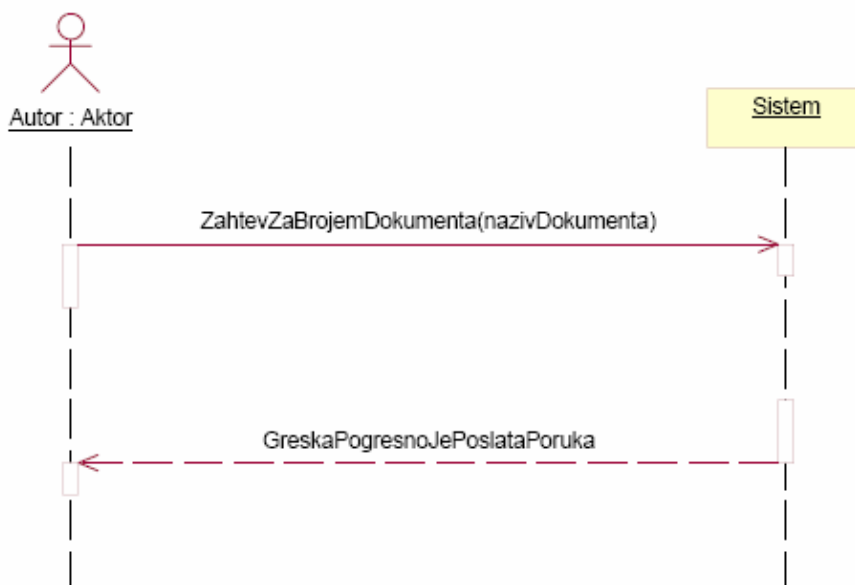 Autor : Aktor
Sistem
ZahtevZaBrojemDokumenta(nazivDokumenta)
GreskaPogresnoJePoslataPoruka